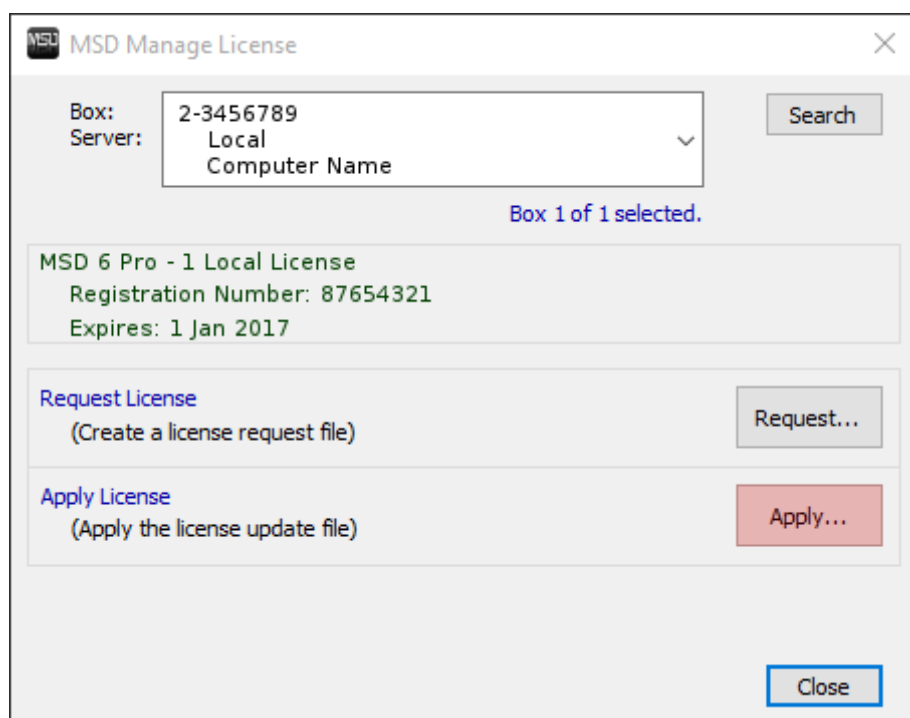 MSD MSD Manage License
Box: 2-3456789 Search
Server: Local
Computer Name
Box 1 of 1 selected.
MSD 6 Pro - 1 Local License
Registration Number: 87654321
Expires: 1 Jan 2017
Request License
(Create a license request file)
Request...
Apply License
(Apply the license update file)
Apply...
Close